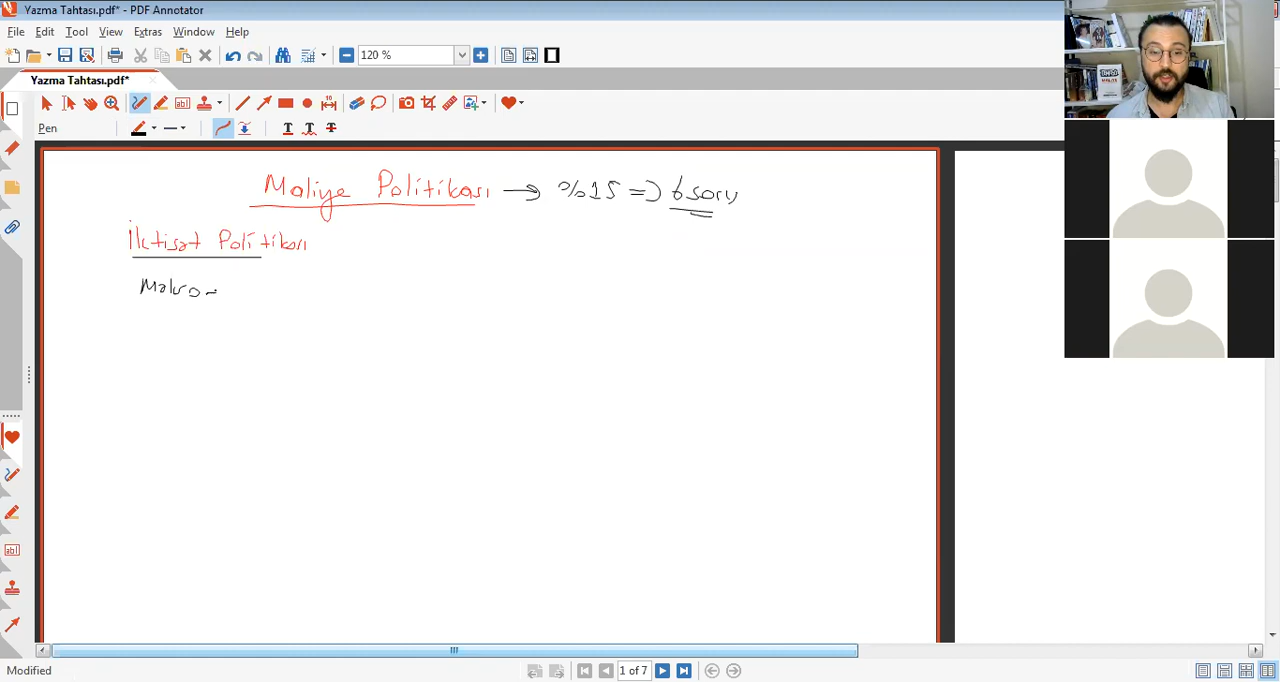 Yazma Tahtası.pdf* - PDF Annotator
File Edit Tool View Extras Window Help
120 %
Yazma Tahtası.pdf*
Pen
Maliye Politikası → %15 => 6 soru
İktisat Politikası
Makro
Modified
1 of 7